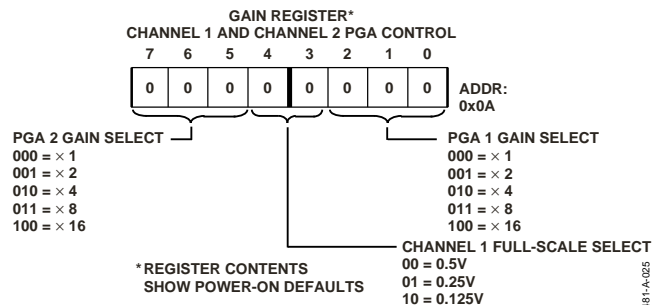 GAIN REGISTER*
CHANNEL 1 AND CHANNEL 2 PGA CONTROL
7 6 5 4 3 2 1 0
0 0 0 0 0 0 0 0
ADDR:
0x0A
PGA 2 GAIN SELECT
000 = × 1
001 = × 2
010 = × 4
011 = × 8
100 = × 16
PGA 1 GAIN SELECT
000 = × 1
001 = × 2
010 = × 4
011 = × 8
100 = × 16
CHANNEL 1 FULL-SCALE SELECT
00 = 0.5V
01 = 0.25V
10 = 0.125V
*REGISTER CONTENTS
SHOW POWER-ON DEFAULTS